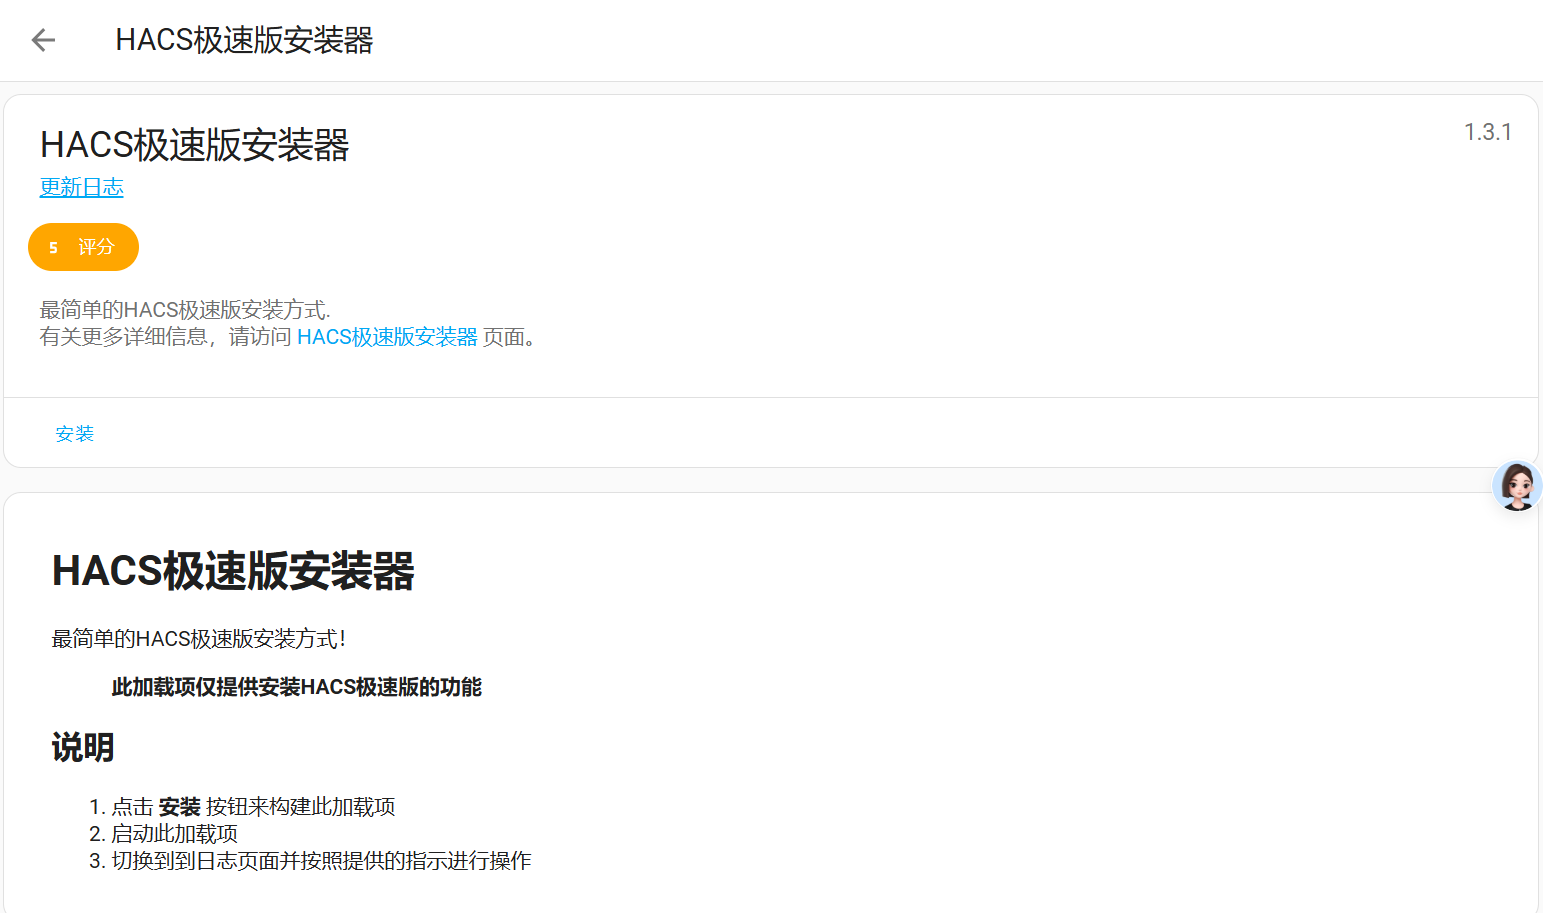 HACS极速版安装器
HACS极速版安装器
1.3.1
更新日志
5 评分
最简单的HACS极速版安装方式.
有关更多详细信息，请访问 HACS极速版安装器 页面。
安装
HACS极速版安装器
最简单的HACS极速版安装方式！
此加载项仅提供安装HACS极速版的功能
说明
1. 点击 安装 按钮来构建此加载项
2. 启动此加载项
3. 切换到到日志页面并按照提供的指示进行操作